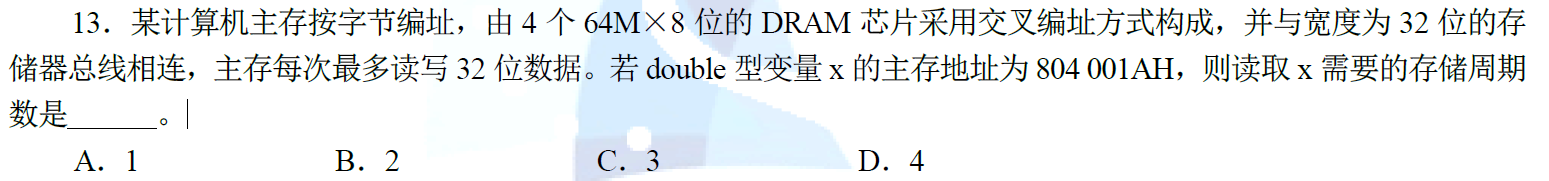 13．某计算机主存按字节编址，由 4 个 64M×8 位的 DRAM 芯片采用交叉编址方式构成，并与宽度为 32 位的存
储器总线相连，主存每次最多读写 32 位数据。若 double 型变量 x 的主存地址为 804 001AH，则读取 x 需要的存储周期
数是______。
A．1 B．2 C．3 D．4